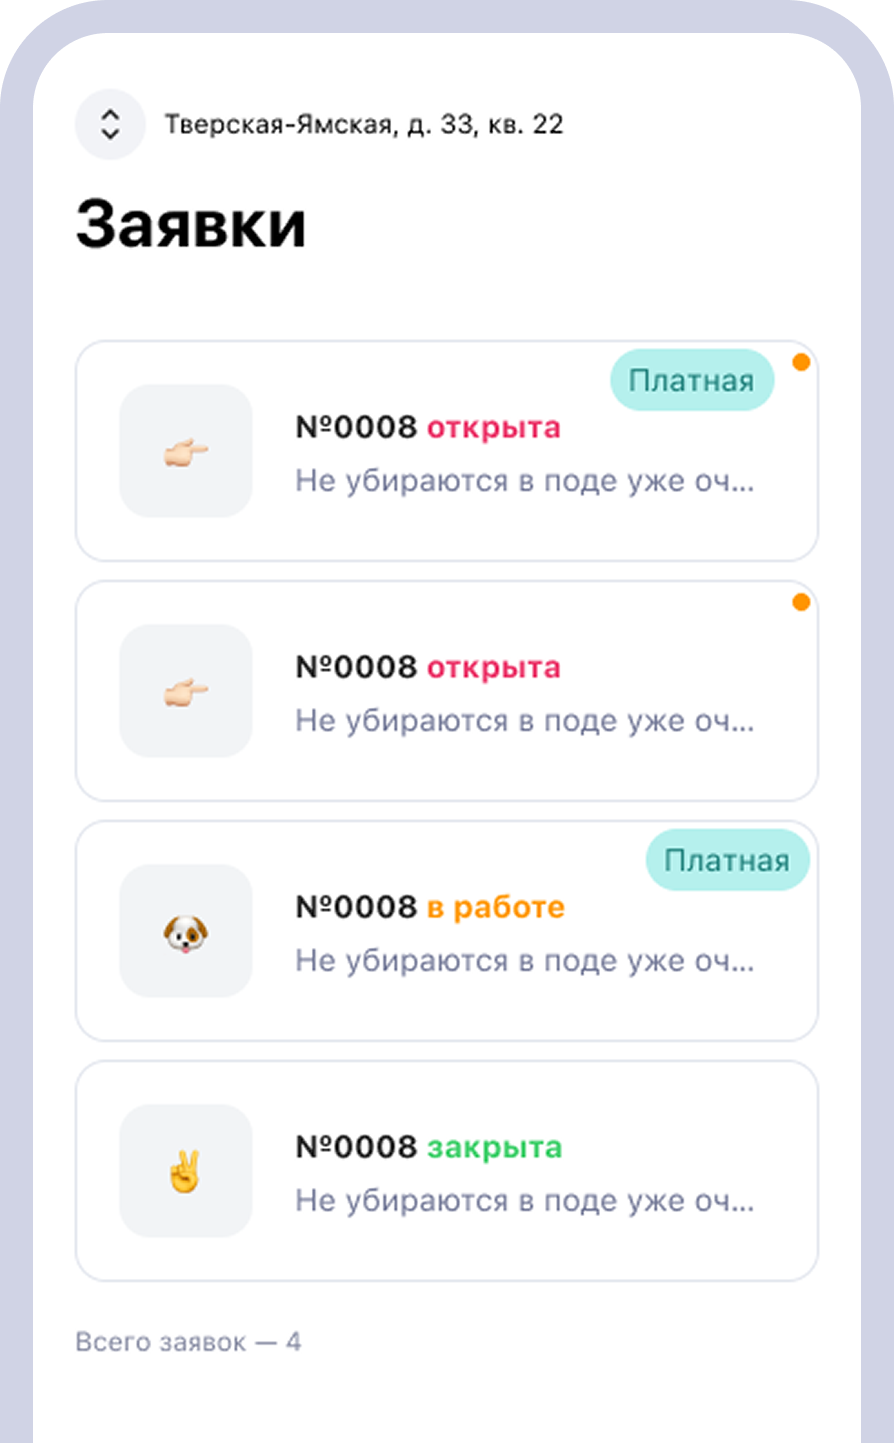 Тверская-Ямская, д. 33, кв. 22
Заявки
Платная
№0008 открыта
Не убираются в поде уже оч...
№0008 открыта
Не убираются в поде уже оч...
Платная
№0008 в работе
Не убираются в поде уже оч...
№0008 закрыта
Не убираются в поде уже оч...
Всего заявок — 4